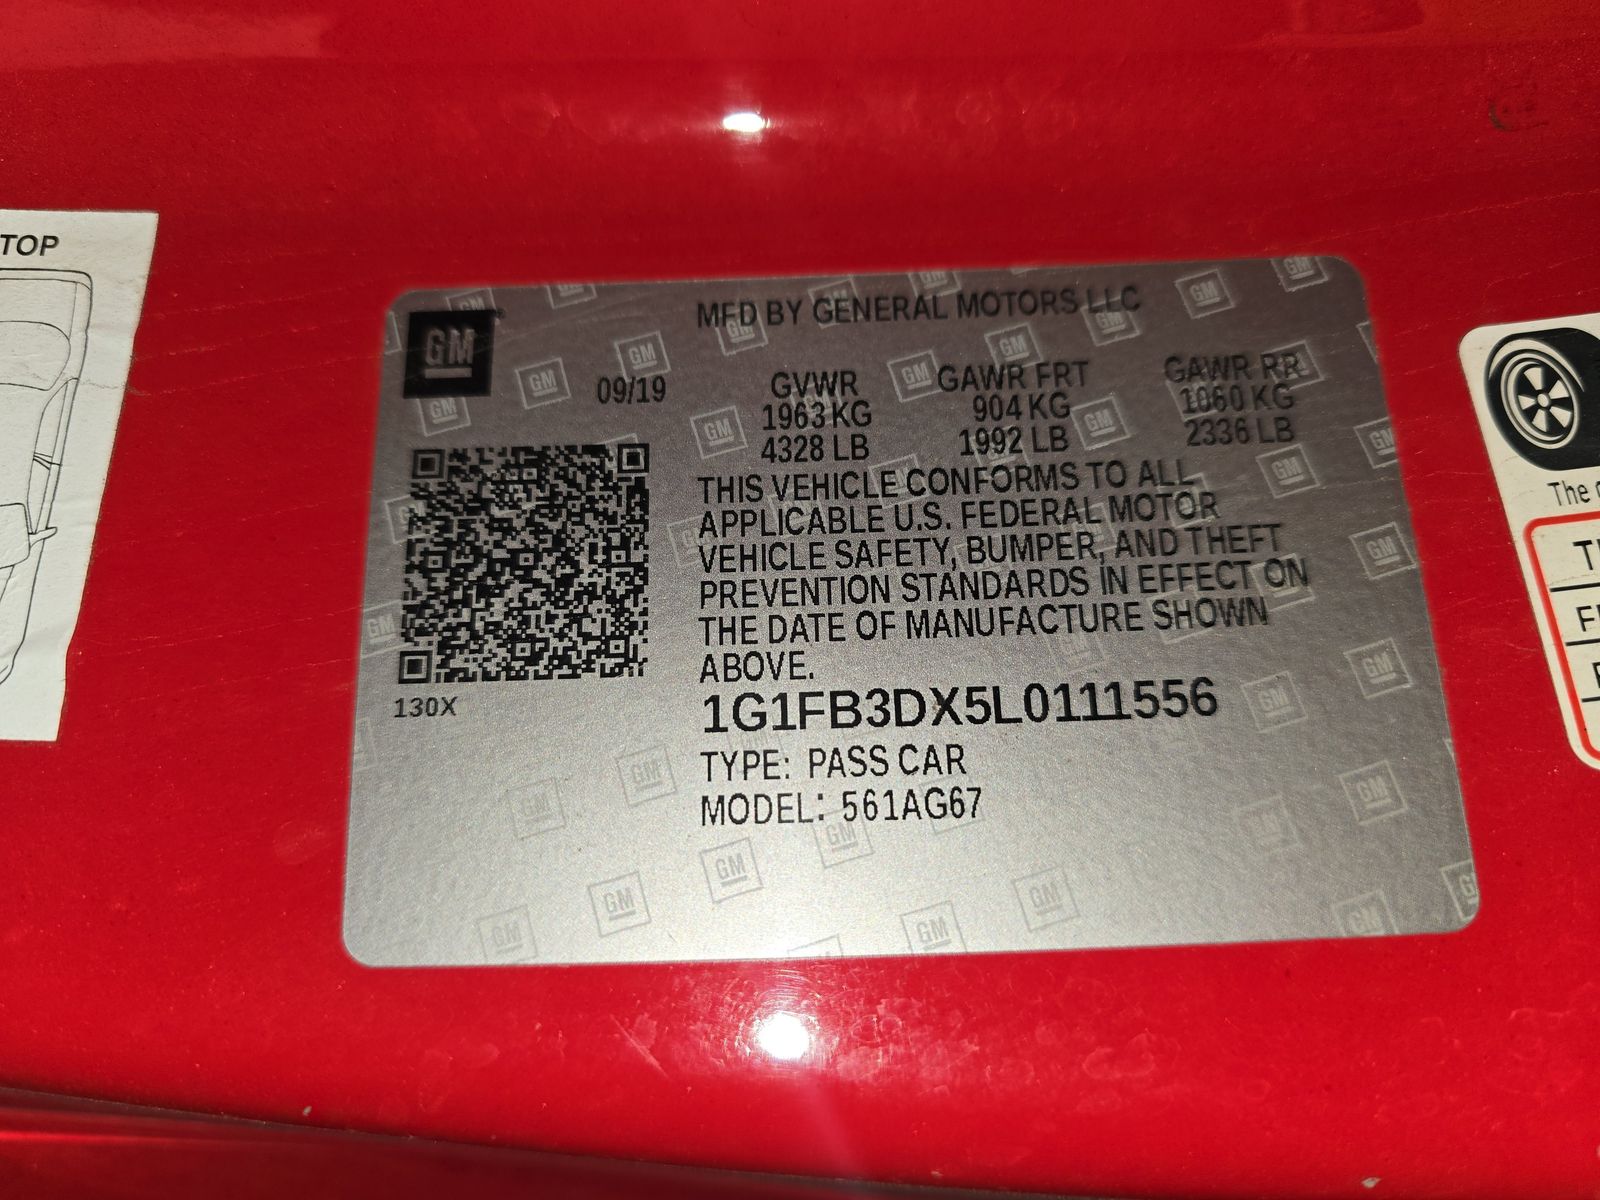 TOP
GM
MFD BY GENERAL MOTORS LLC
09/19
GVWR GAWR FRT GAWR RR
1963 KG 904 KG 1060 KG
4328 LB 1992 LB 2336 LB
THIS VEHICLE CONFORMS TO ALL
APPLICABLE U.S. FEDERAL MOTOR
VEHICLE SAFETY, BUMPER, AND THEFT
PREVENTION STANDARDS IN EFFECT ON
THE DATE OF MANUFACTURE SHOWN
ABOVE.
130X
1G1FB3DX5L0111556
TYPE: PASS CAR
MODEL: 561AG67
The